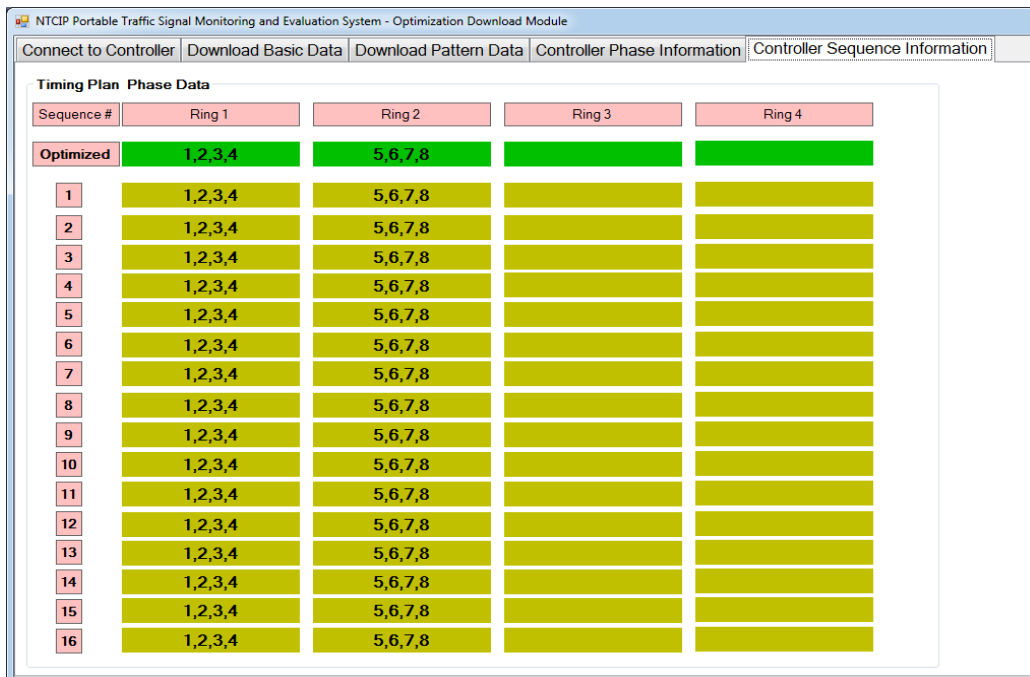 NTCIP Portable Traffic Signal Monitoring and Evaluation System - Optimization Download Module
Connect to Controller Download Basic Data Download Pattern Data Controller Phase Information Controller Sequence Information
Timing Plan Phase Data
Sequence # Ring 1 Ring 2 Ring 3 Ring 4
Optimized 1,2,3,4 5,6,7,8
1 1,2,3,4 5,6,7,8
2 1,2,3,4 5,6,7,8
3 1,2,3,4 5,6,7,8
4 1,2,3,4 5,6,7,8
5 1,2,3,4 5,6,7,8
6 1,2,3,4 5,6,7,8
7 1,2,3,4 5,6,7,8
8 1,2,3,4 5,6,7,8
9 1,2,3,4 5,6,7,8
10 1,2,3,4 5,6,7,8
11 1,2,3,4 5,6,7,8
12 1,2,3,4 5,6,7,8
13 1,2,3,4 5,6,7,8
14 1,2,3,4 5,6,7,8
15 1,2,3,4 5,6,7,8
16 1,2,3,4 5,6,7,8